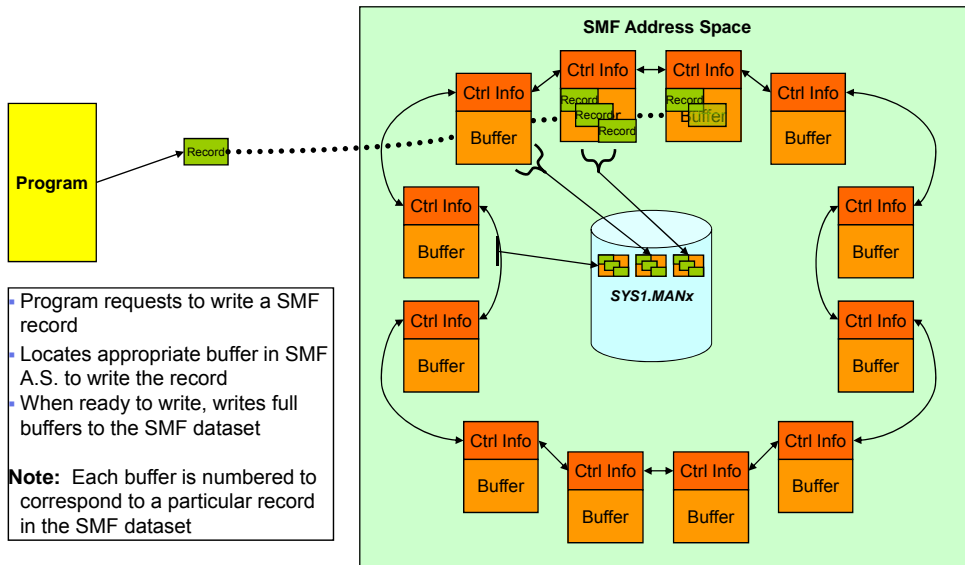 SMF Address Space
Ctrl Info
Ctrl Info
Ctrl Info
Ctrl Info
Record
Record
Record
Record
Buffer
Buffer
Buffer
Record
Program
Ctrl Info
Buffer
Ctrl Info
Buffer
SYS1.MANx
Program requests to write a SMF
record
Locates appropriate buffer in SMF
A.S. to write the record
When ready to write, writes full
buffers to the SMF dataset
Note: Each buffer is numbered to
correspond to a particular record
in the SMF dataset
Ctrl Info
Buffer
Ctrl Info
Buffer
Ctrl Info
Buffer
Ctrl Info
Buffer
Ctrl Info
Buffer
Ctrl Info
Buffer